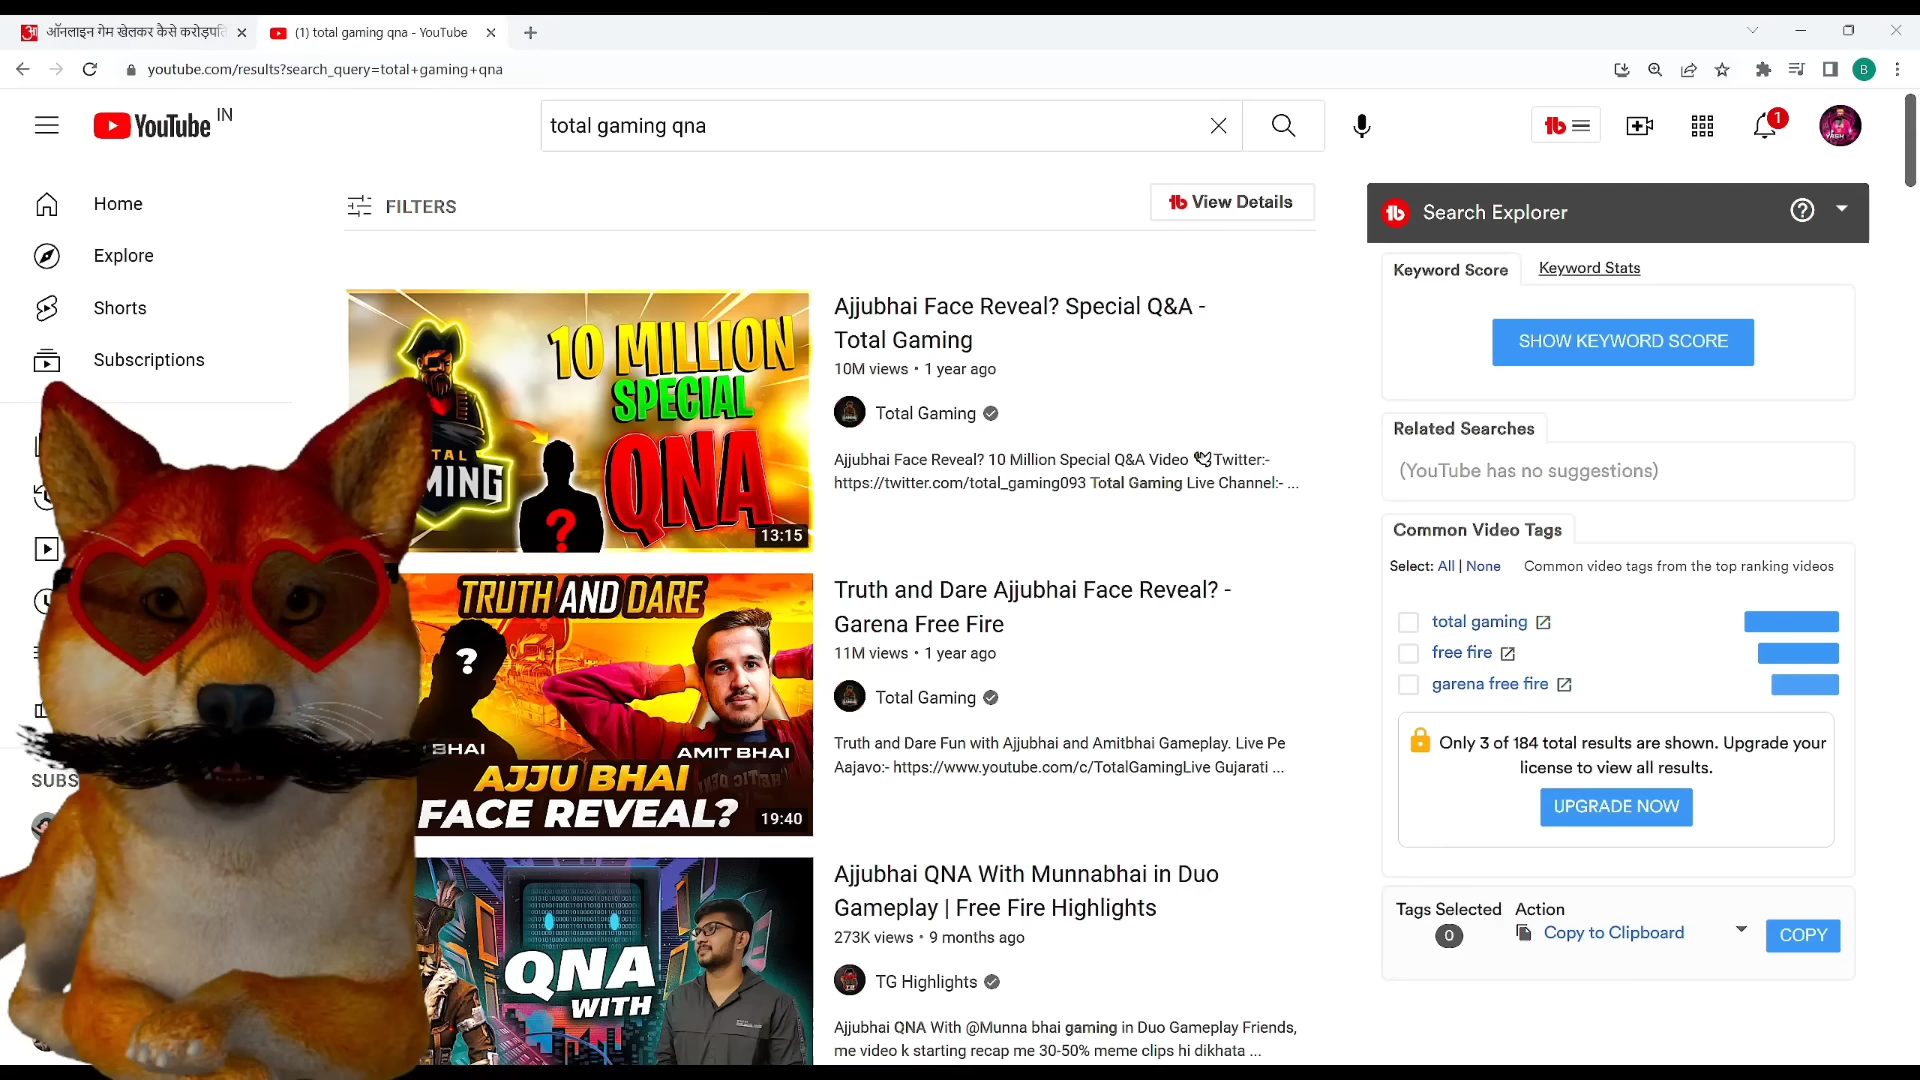 ऑनलाइन गेम खेलकर कैसे करोड़पति
(1) total gaming qna - YouTube
youtube.com/results?search_query=total+gaming+qna
B
YouTube IN
total gaming qna
1
Home
Explore
Shorts
Subscriptions
SUBS
FILTERS
View Details
10 MILLION
SPECIAL
QNA
TAL
MING
?
13:15
Ajjubhai Face Reveal? Special Q&A -
Total Gaming
10M views • 1 year ago
Total Gaming
Ajjubhai Face Reveal? 10 Million Special Q&A Video Twitter:-
https://twitter.com/total_gaming093 Total Gaming Live Channel:- ...
TRUTH AND DARE
?
BHAI
AMIT BHAI
AJJU BHAI
FACE REVEAL?
19:40
Truth and Dare Ajjubhai Face Reveal? -
Garena Free Fire
11M views • 1 year ago
Total Gaming
Truth and Dare Fun with Ajjubhai and Amitbhai Gameplay. Live Pe
Aajavo:- https://www.youtube.com/c/TotalGamingLive Gujarati ...
QNA
WITH
Ajjubhai QNA With Munnabhai in Duo
Gameplay | Free Fire Highlights
273K views • 9 months ago
TG Highlights
Ajjubhai QNA With @Munna bhai gaming in Duo Gameplay Friends,
me video k starting recap me 30-50% meme clips hi dikhata ...
Search Explorer
Keyword Score
Keyword Stats
SHOW KEYWORD SCORE
Related Searches
(YouTube has no suggestions)
Common Video Tags
Select: All | None Common video tags from the top ranking videos
total gaming
free fire
garena free fire
Only 3 of 184 total results are shown. Upgrade your
license to view all results.
UPGRADE NOW
Tags Selected
0
Action
Copy to Clipboard
COPY